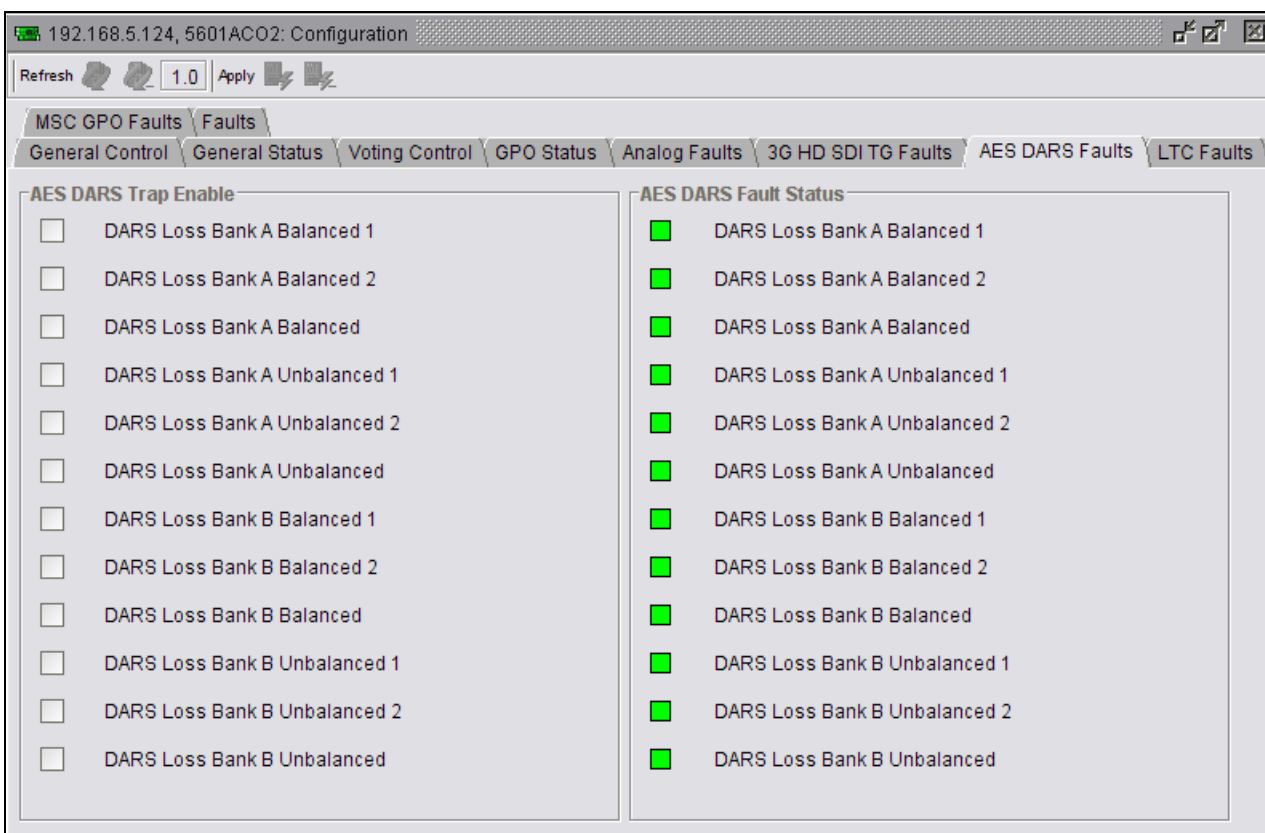 192.168.5.124, 5601ACO2: Configuration
Refresh 1.0 Apply
MSC GPO Faults Faults
General Control General Status Voting Control GPO Status Analog Faults 3G HD SDI TG Faults AES DARS Faults LTC Faults
AES DARS Trap Enable
DARS Loss Bank A Balanced 1
DARS Loss Bank A Balanced 2
DARS Loss Bank A Balanced
DARS Loss Bank A Unbalanced 1
DARS Loss Bank A Unbalanced 2
DARS Loss Bank A Unbalanced
DARS Loss Bank B Balanced 1
DARS Loss Bank B Balanced 2
DARS Loss Bank B Balanced
DARS Loss Bank B Unbalanced 1
DARS Loss Bank B Unbalanced 2
DARS Loss Bank B Unbalanced
AES DARS Fault Status
DARS Loss Bank A Balanced 1
DARS Loss Bank A Balanced 2
DARS Loss Bank A Balanced
DARS Loss Bank A Unbalanced 1
DARS Loss Bank A Unbalanced 2
DARS Loss Bank A Unbalanced
DARS Loss Bank B Balanced 1
DARS Loss Bank B Balanced 2
DARS Loss Bank B Balanced
DARS Loss Bank B Unbalanced 1
DARS Loss Bank B Unbalanced 2
DARS Loss Bank B Unbalanced